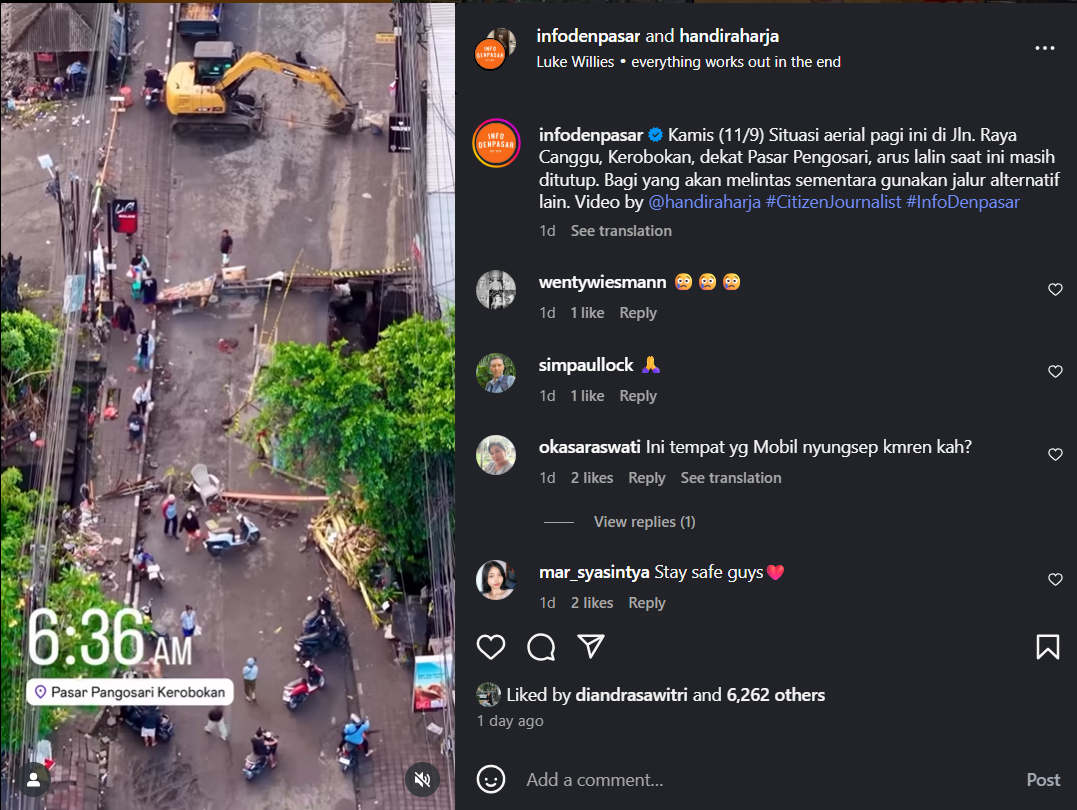 infodenpasar and handiraharja
Luke Willies • everything works out in the end
INFO
DENPASAR
infodenpasar Kamis (11/9) Situasi aerial pagi ini di Jln. Raya
Canggu, Kerobokan, dekat Pasar Pengosari, arus lalin saat ini masih
ditutup. Bagi yang akan melintas sementara gunakan jalur alternatif
lain. Video by @handiraharja #CitizenJournalist #InfoDenpasar
1d See translation
wentywiesmann 😳 😢 😳
1d 1 like Reply
simpaullock 🙏
1d 1 like Reply
okasaraswati Ini tempat yg Mobil nyungsep kmren kah?
1d 2 likes Reply See translation
View replies (1)
mar_syasintya Stay safe guys❤️
1d 2 likes Reply
6:36 AM
Pasar Pangosari Kerobokan
Liked by diandrasawitri and 6,262 others
1 day ago
Add a comment...
Post